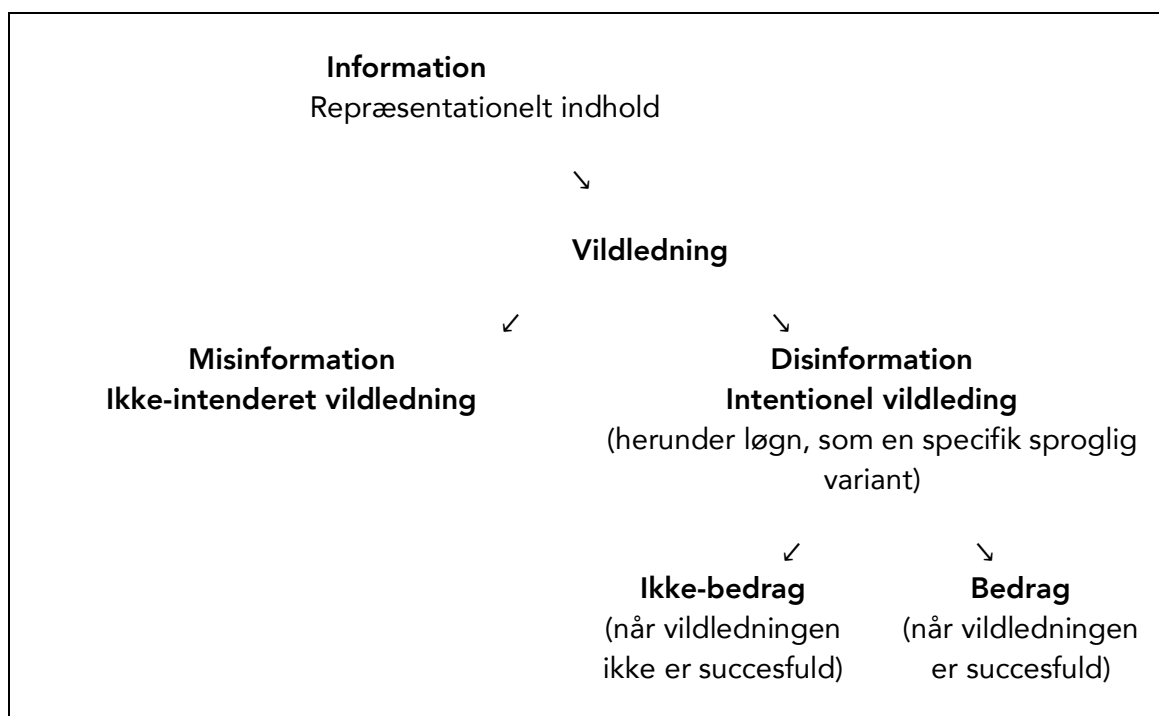 Information
Repræsentationelt indhold
↘
Vildledning
↙ ↘
Misinformation Disinformation
Ikke-intenderet vildledning Intentionel vildleding
(herunder løgn, som en specifik sproglig
variant)
↙ ↘
Ikke-bedrag Bedrag
(når vildledningen (når vildledningen
ikke er succesfuld) er succesfuld)